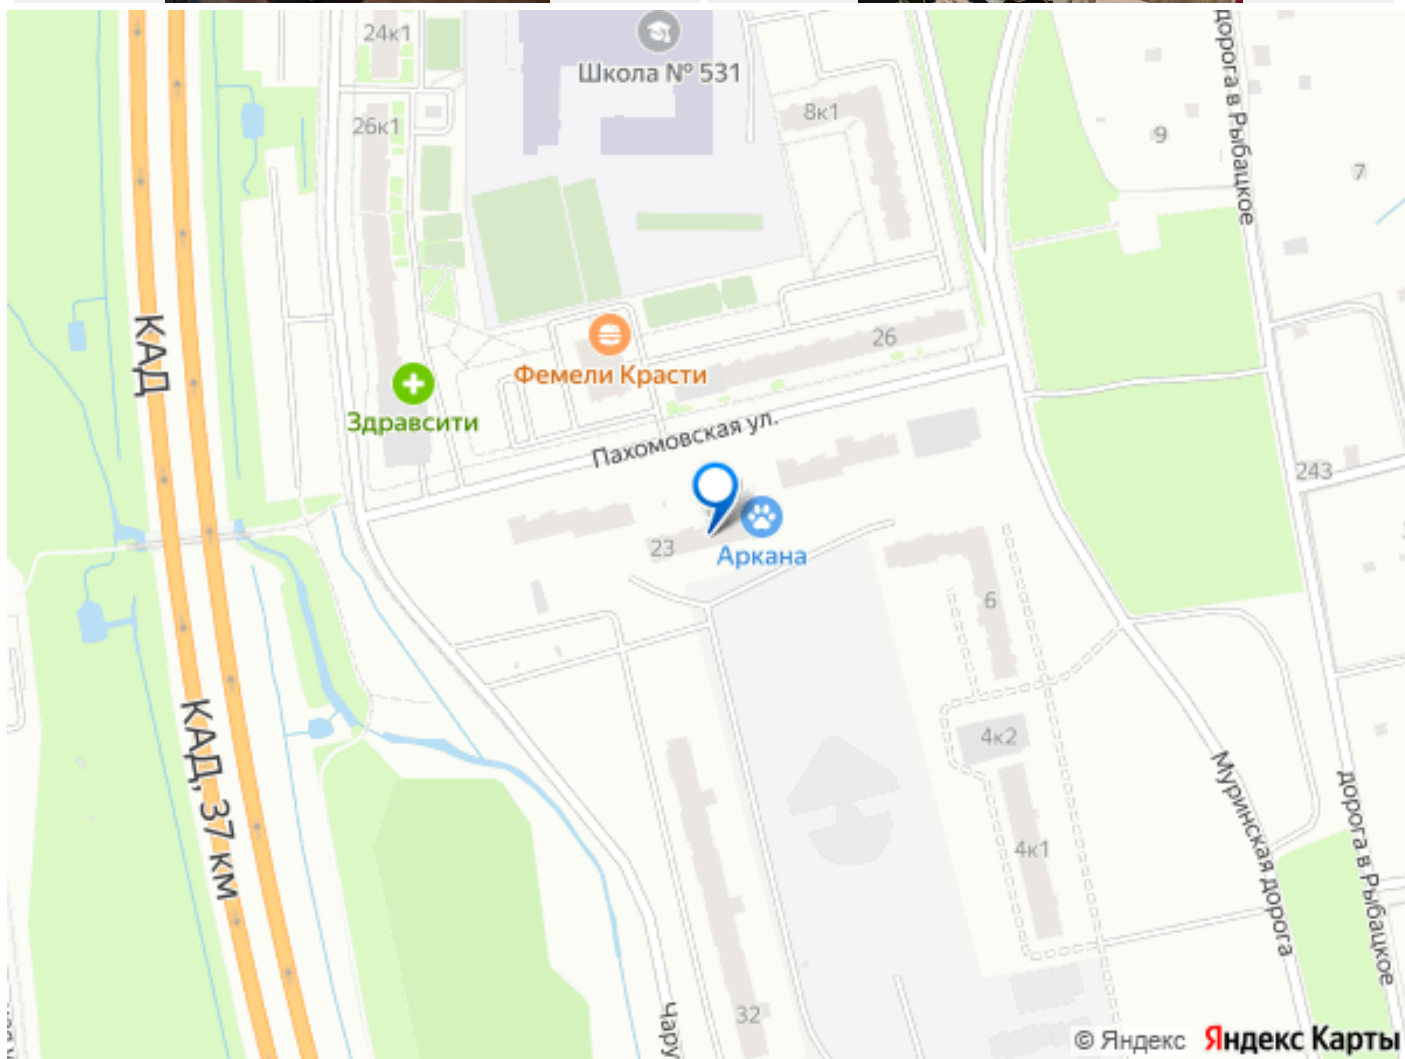 24к1
Школа № 531
26к1
8к1
9
7
дорога в Рыбацкое
КАД
Фемели Красти
26
Здравсити
Пахомовская ул.
243
23
Аркана
6
КАД, 37 км
4к2
4к1
Муринская дорога
дорога в Рыбацкое
32
Чару
© Яндекс Яндекс Карты